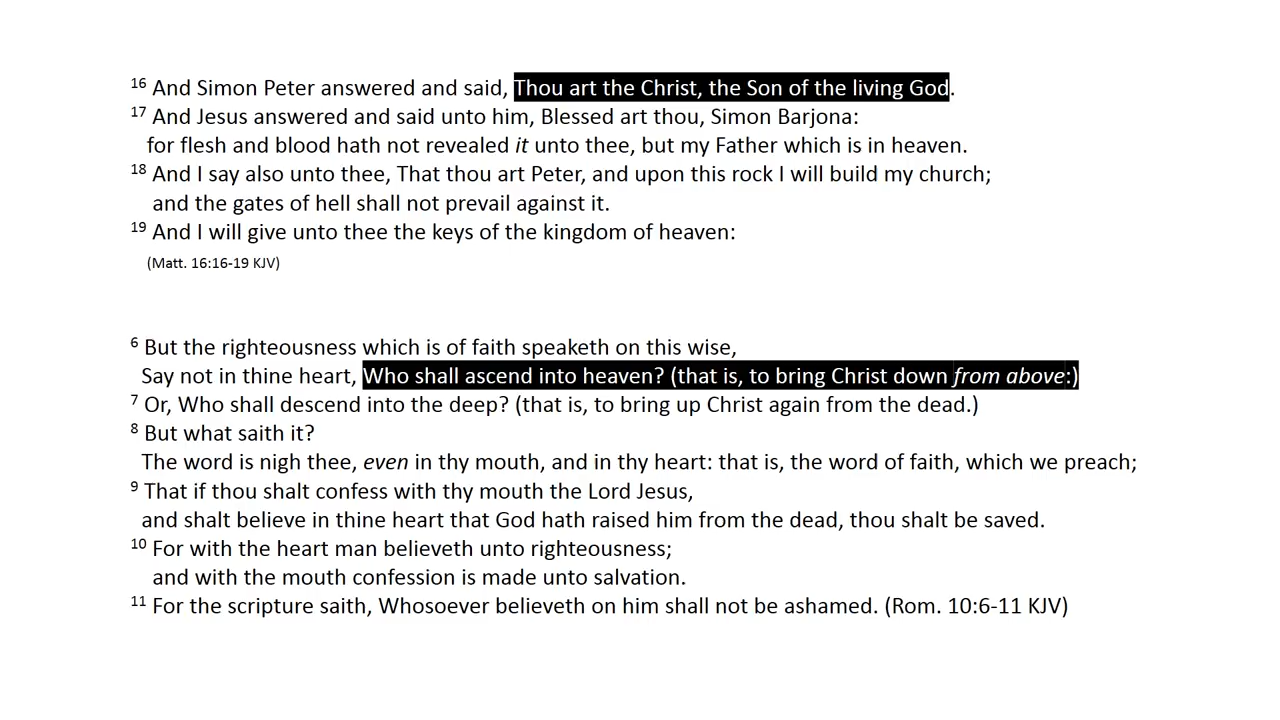 16 And Simon Peter answered and said, Thou art the Christ, the Son of the living God.
17 And Jesus answered and said unto him, Blessed art thou, Simon Barjona:
for flesh and blood hath not revealed it unto thee, but my Father which is in heaven.
18 And I say also unto thee, That thou art Peter, and upon this rock I will build my church;
and the gates of hell shall not prevail against it.
19 And I will give unto thee the keys of the kingdom of heaven:
(Matt. 16:16-19 KJV)
6 But the righteousness which is of faith speaketh on this wise,
Say not in thine heart, Who shall ascend into heaven? (that is, to bring Christ down from above:)
7 Or, Who shall descend into the deep? (that is, to bring up Christ again from the dead.)
8 But what saith it?
The word is nigh thee, even in thy mouth, and in thy heart: that is, the word of faith, which we preach;
9 That if thou shalt confess with thy mouth the Lord Jesus,
and shalt believe in thine heart that God hath raised him from the dead, thou shalt be saved.
10 For with the heart man believeth unto righteousness;
and with the mouth confession is made unto salvation.
11 For the scripture saith, Whosoever believeth on him shall not be ashamed. (Rom. 10:6-11 KJV)